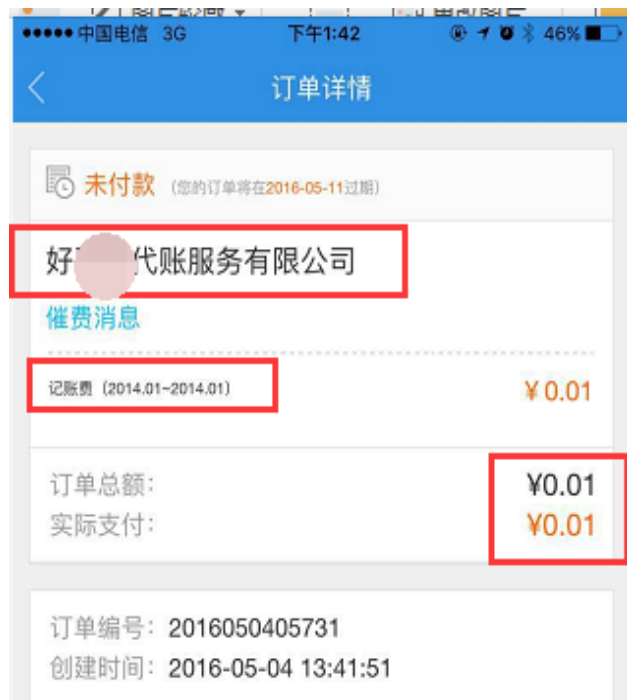 中国电信 3G 下午1:42 46%
订单详情
未付款 (您的订单将在2016-05-11过期)
好 代账服务有限公司
催费消息
记账费 (2014.01~2014.01) ¥0.01
订单总额: ¥0.01
实际支付: ¥0.01
订单编号: 2016050405731
创建时间: 2016-05-04 13:41:51